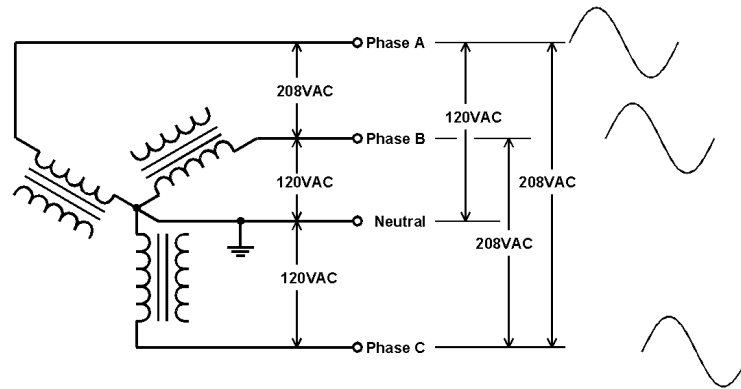 Phase A
208VAC
120VAC
Phase B
120VAC
208VAC
Neutral
208VAC
120VAC
Phase C